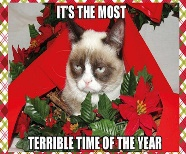 IT'S THE MOST
TERRIBLE TIME OF THE YEAR